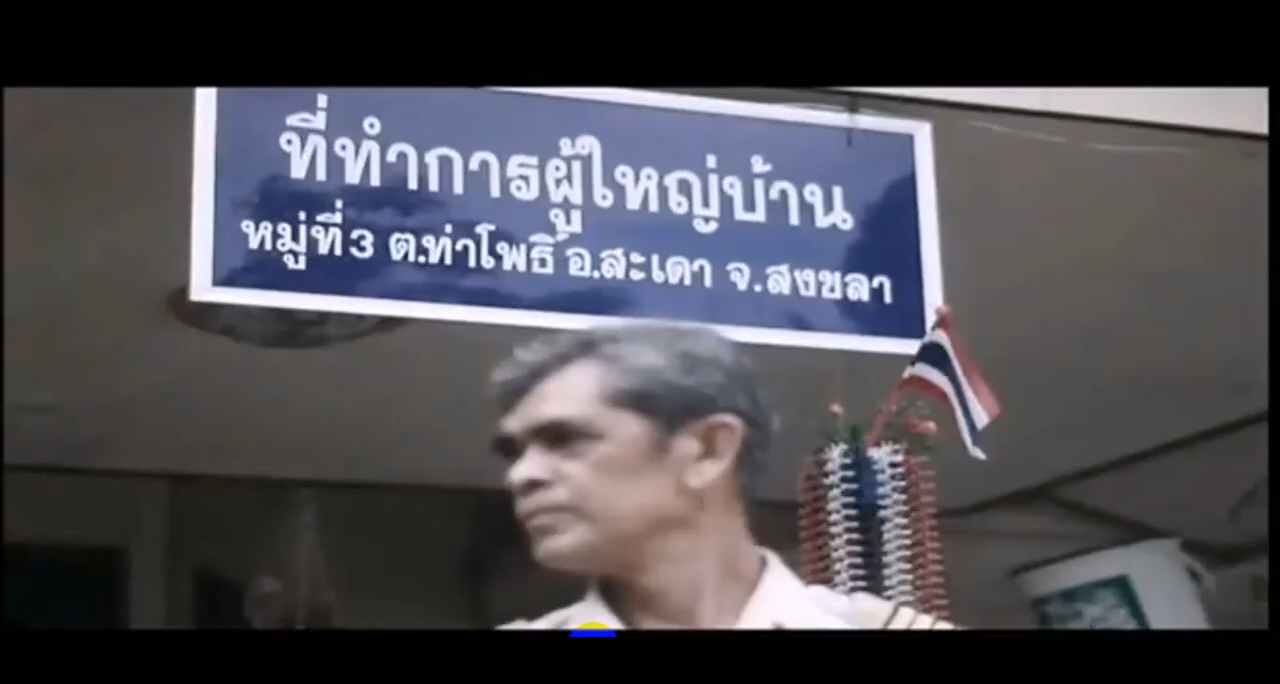 ที่ทำการผู้ใหญ่บ้าน
หมู่ที่ 3 ต.ท่าโพธิ์ อ.สะเดา จ.สงขลา